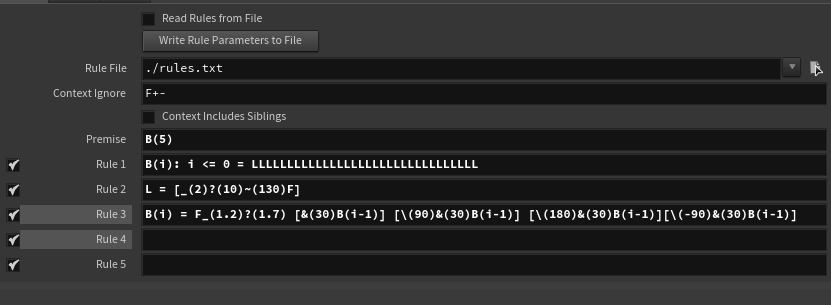 Read Rules from File
Write Rule Parameters to File
Rule File ./rules.txt
Context Ignore F+-
Context Includes Siblings
Premise B(5)
Rule 1 B(i): i <= 0 = LLLLLLLLLLLLLLLLLLLLLLLLLLLLLLLL
Rule 2 L = [_(2)?(10)~(130)F]
Rule 3 B(i) = F_(1.2)?(1.7) [&(30)B(i-1)] [\(90)&(30)B(i-1)] [\(180)&(30)B(i-1)][\(-90)&(30)B(i-1)]
Rule 4
Rule 5